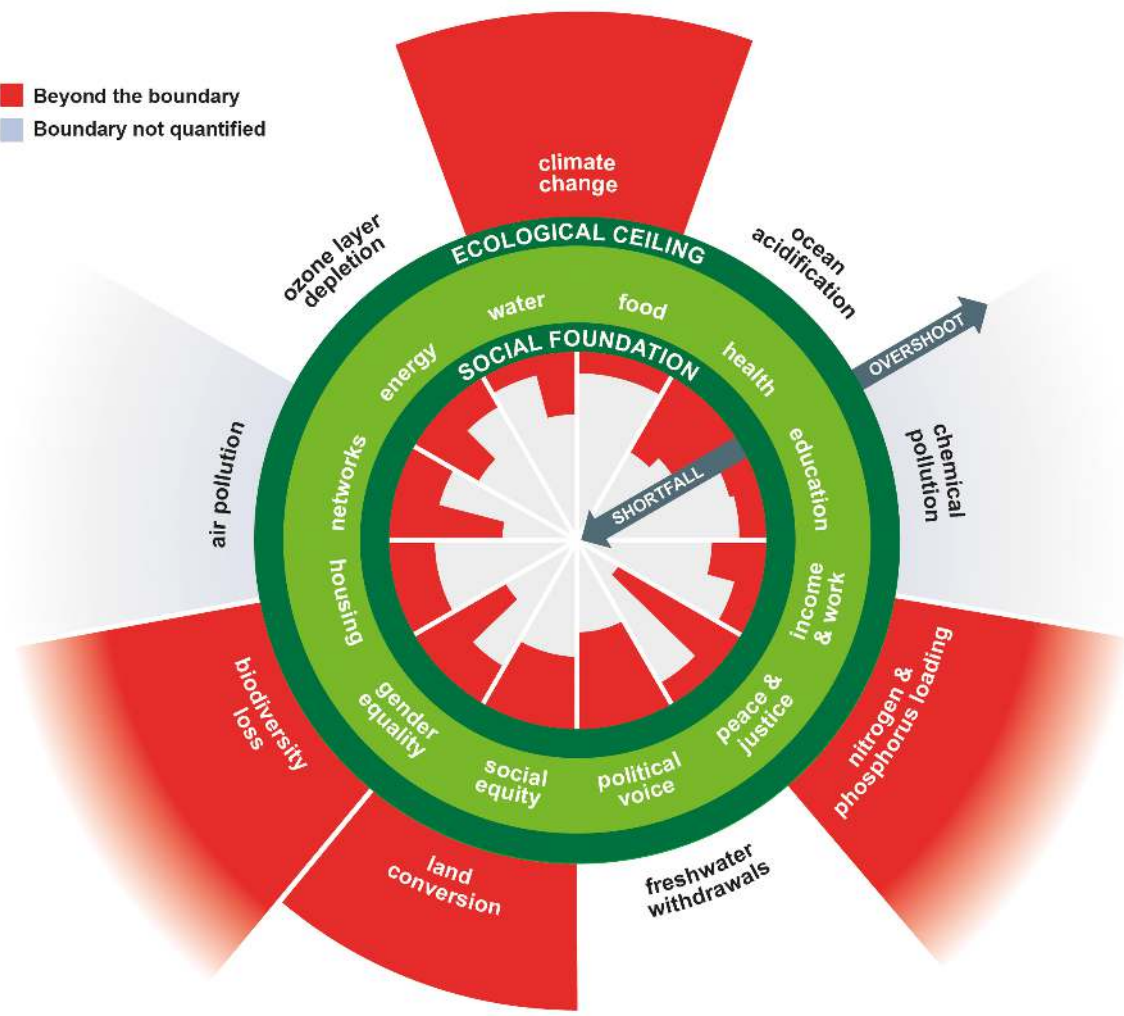 Beyond the boundary
Boundary not quantified
climate
change
ozone layer
depletion
ocean
acidification
ECOLOGICAL CEILING
OVERSHOOT
water
food
SOCIAL FOUNDATION
energy
health
SHORTFALL
networks
education
air pollution
chemical
pollution
housing
income
& work
biodiversity
loss
gender
equality
peace &
justice
nitrogen &
phosphorus loading
social
equity
political
voice
land
conversion
freshwater
withdrawals